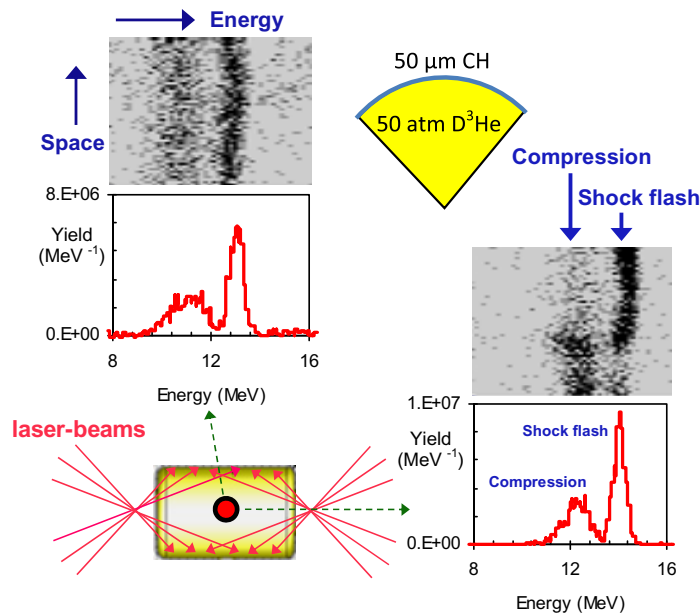 Energy
Space
50 μm CH
50 atm D³He
Compression
Shock flash
8.E+06
Yield
(MeV⁻¹)
0.E+00
8
12
16
Energy (MeV)
laser-beams
1.E+07
Yield
(MeV⁻¹)
Shock flash
Compression
0.E+00
8
12
16
Energy (MeV)